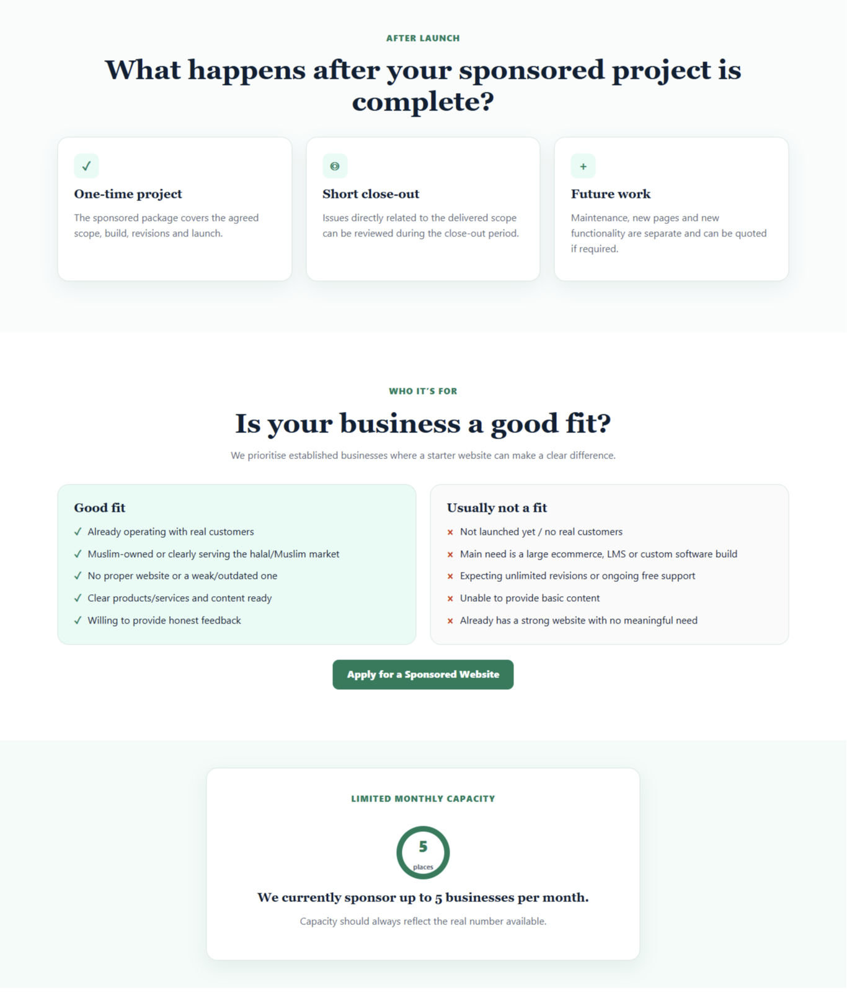 AFTER LAUNCH
What happens after your sponsored project is
complete?
One-time project
The sponsored package covers the agreed
scope, build, revisions and launch.
Short close-out
Issues directly related to the delivered scope
can be reviewed during the close-out period.
Future work
Maintenance, new pages and new
functionality are separate and can be quoted
if required.
WHO IT’S FOR
Is your business a good fit?
We prioritise established businesses where a starter website can make a clear difference.
Good fit
✓ Already operating with real customers
✓ Muslim-owned or clearly serving the halal/Muslim market
✓ No proper website or a weak/outdated one
✓ Clear products/services and content ready
✓ Willing to provide honest feedback
Usually not a fit
× Not launched yet / no real customers
× Main need is a large ecommerce, LMS or custom software build
× Expecting unlimited revisions or ongoing free support
× Unable to provide basic content
× Already has a strong website with no meaningful need
Apply for a Sponsored Website
LIMITED MONTHLY CAPACITY
5
places
We currently sponsor up to 5 businesses per month.
Capacity should always reflect the real number available.